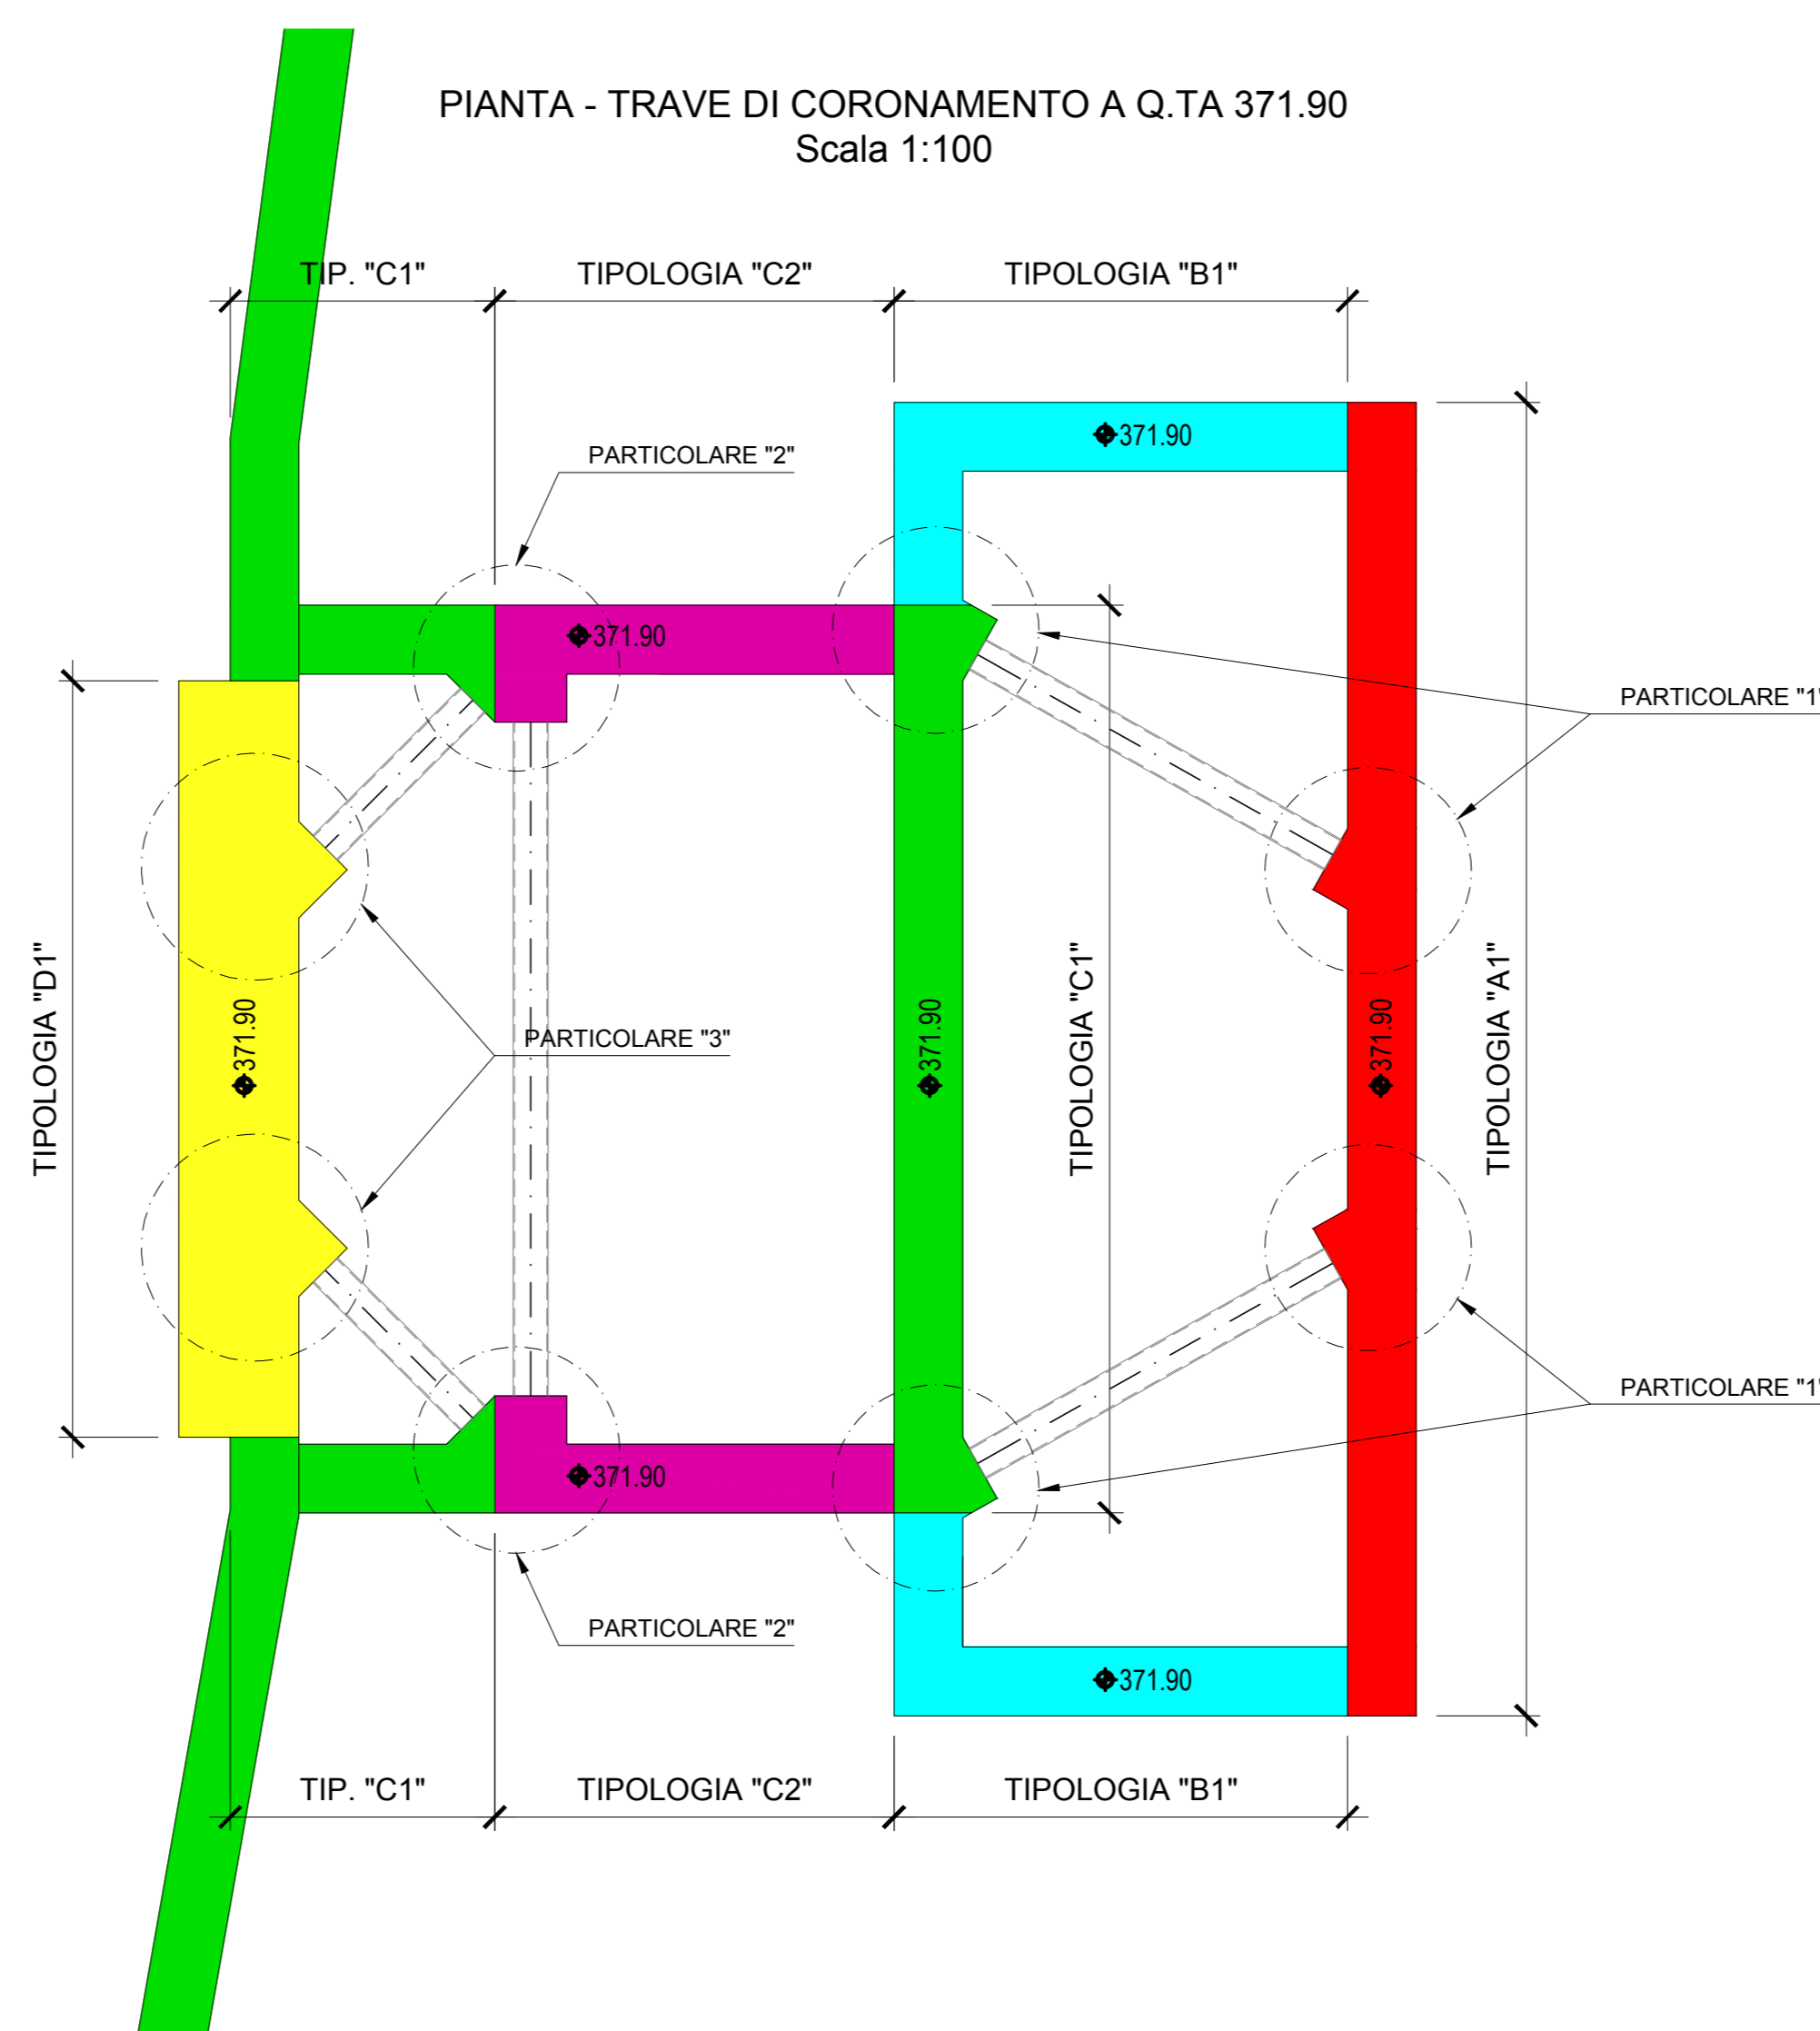 PIANTA - TRAVE DI CORONAMENTO A Q.TA 371.90
Scala 1:100
TIP. "C1"
TIPOLOGIA "C2"
TIPOLOGIA "B1"
371.90
PARTICOLARE "2"
371.90
PARTICOLARE "1"
TIPOLOGIA "D1"
371.90
PARTICOLARE "3"
371.90
TIPOLOGIA "C1"
371.90
TIPOLOGIA "A1"
PARTICOLARE "1"
371.90
PARTICOLARE "2"
371.90
TIP. "C1"
TIPOLOGIA "C2"
TIPOLOGIA "B1"